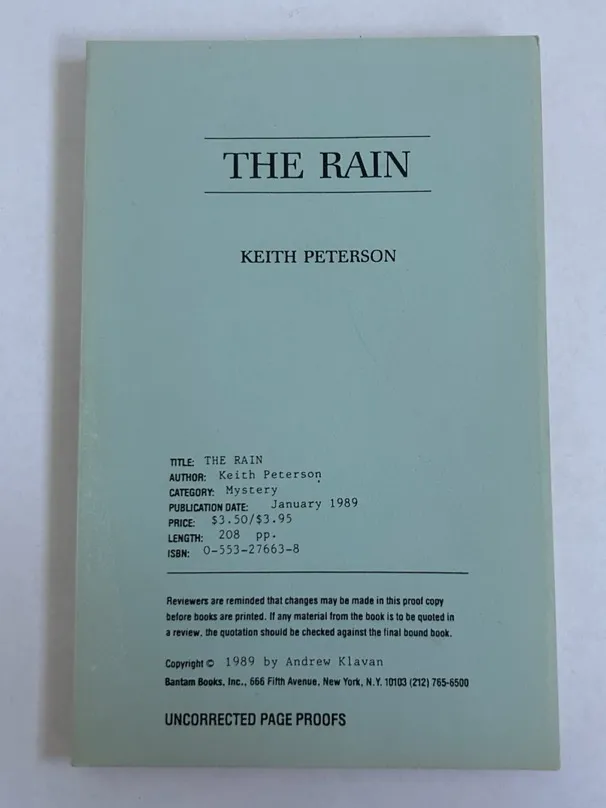 THE RAIN
KEITH PETERSON
TITLE: THE RAIN
AUTHOR: Keith Peterson
CATEGORY: Mystery
PUBLICATION DATE: January 1989
PRICE: $3.50/$3.95
LENGTH: 208 pp.
ISBN: 0-553-27663-8
Reviewers are reminded that changes may be made in this proof copy
before books are printed. If any material from the book is to be quoted in
a review, the quotation should be checked against the final bound book.
Copyright © 1989 by Andrew Klavan
Bantam Books, Inc., 666 Fifth Avenue, New York, N.Y. 10103 (212) 765-6500
UNCORRECTED PAGE PROOFS